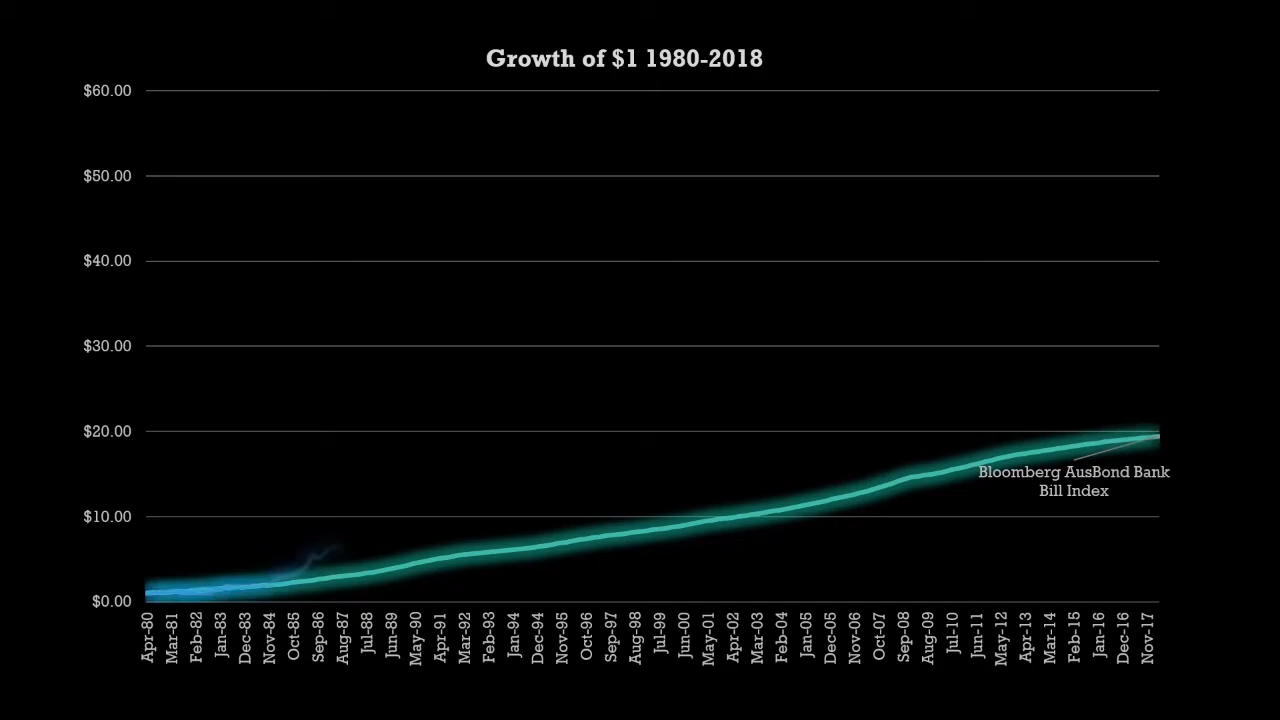 Growth of $1 1980-2018
$60.00
$50.00
$40.00
$30.00
$20.00
$10.00
$0.00
Bloomberg AusBond Bank
Bill Index
Apr-80
Mar-81
Feb-82
Jan-83
Dec-83
Nov-84
Oct-85
Sep-86
Aug-87
Jul-88
Jun-89
May-90
Apr-91
Mar-92
Feb-93
Jan-94
Dec-94
Nov-95
Oct-96
Sep-97
Aug-98
Jul-99
Jun-00
May-01
Apr-02
Mar-03
Feb-04
Jan-05
Dec-05
Nov-06
Oct-07
Sep-08
Aug-09
Jul-10
Jun-11
May-12
Apr-13
Mar-14
Feb-15
Jan-16
Dec-16
Nov-17